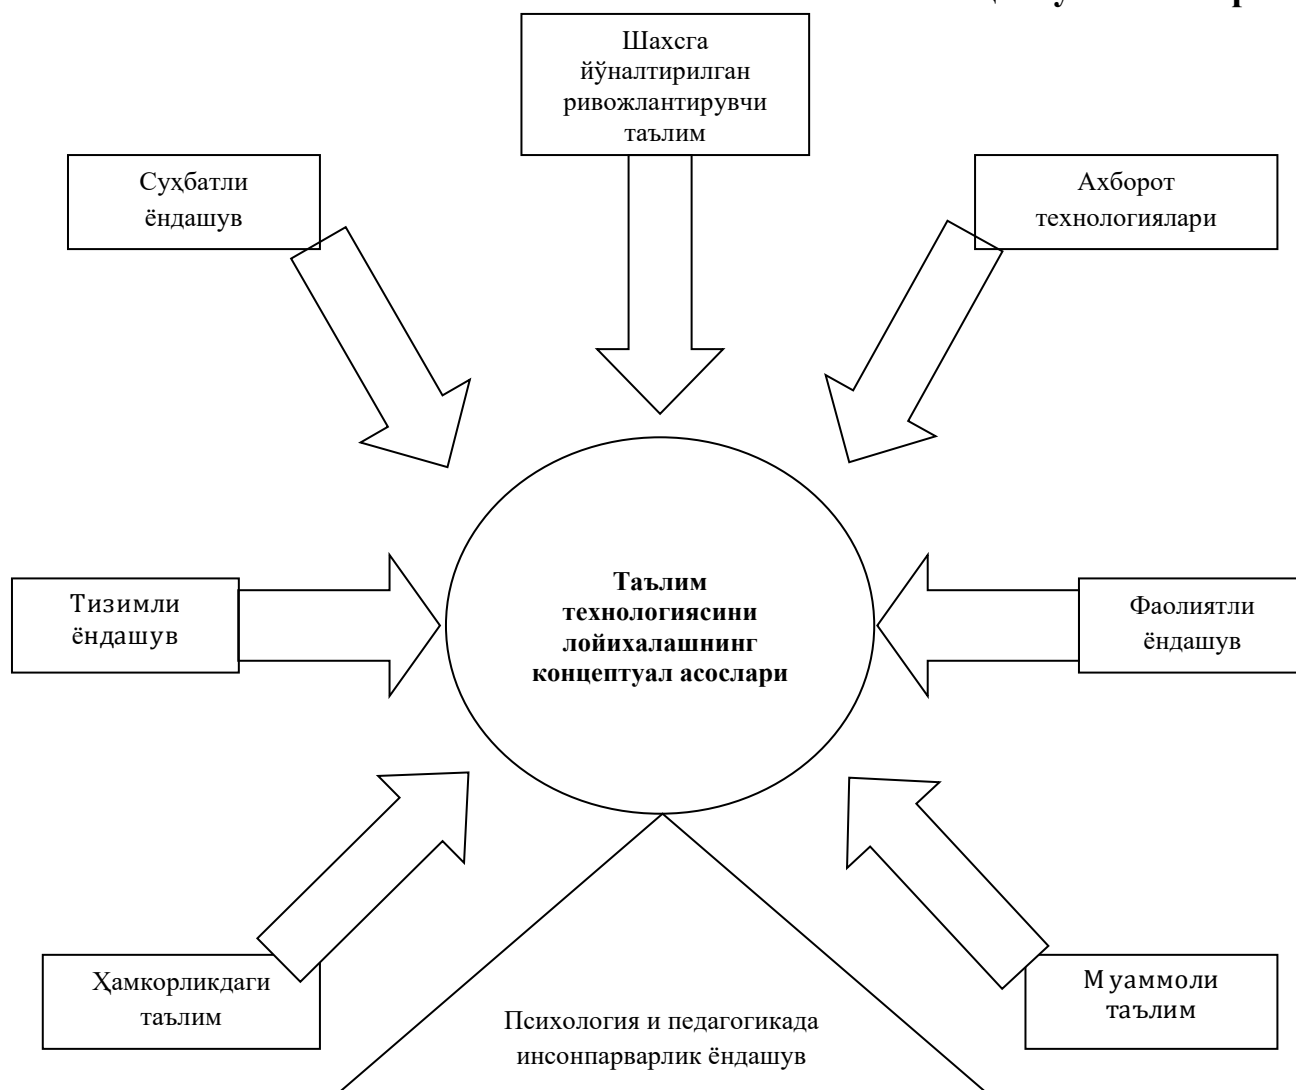 Шахсга
йўналтирилган
ривожлантирувчи
таълим
Суҳбатли
ёндашув
Ахборот
технологиялари
Таълим
технологиясини
лойихалашнинг
концептуал асослари
Тизимли
ёндашув
Фаолиятли
ёндашув
Ҳамкорликдаги
таълим
Психология и педагогикада
инсонпарварлик ёндашув
Муаммоли
таълим